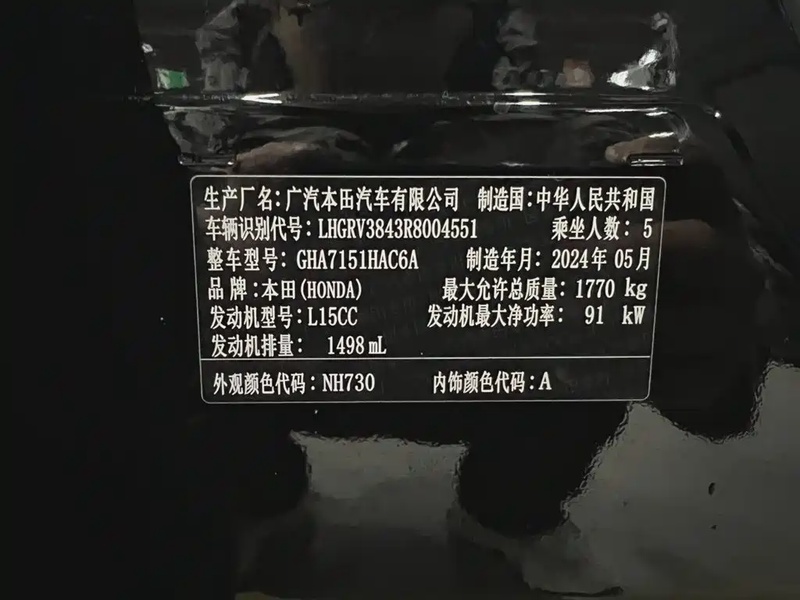 生产厂名：广汽本田汽车有限公司 制造国：中华人民共和国
车辆识别代号：LHGRV3843R8004551 乘坐人数：5
整车型号：GHA7151HAC6A 制造年月：2024年05月
品牌：本田(HONDA) 最大允许总质量：1770 kg
发动机型号：L15CC 发动机最大净功率：91 kW
发动机排量：1498 mL
外观颜色代码：NH730 内饰颜色代码：A